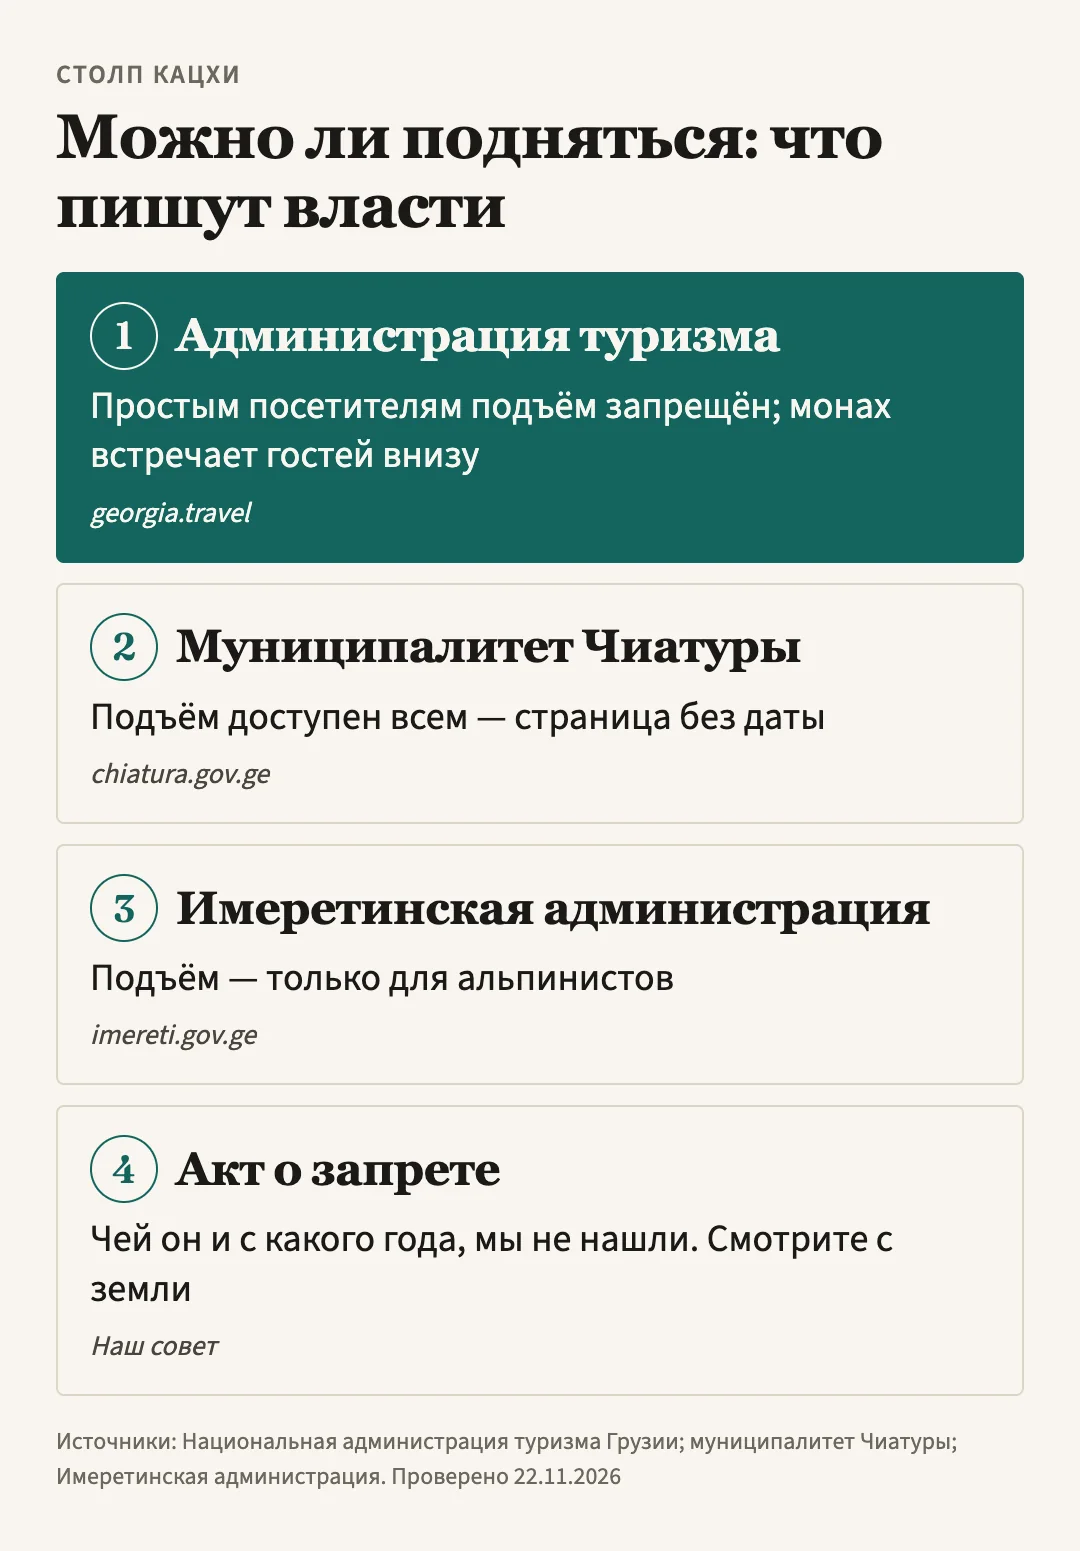 СТОЛП КАЦХИ
Можно ли подняться: что
пишут власти
1 Администрация туризма
Простым посетителям подъём запрещён; монах
встречает гостей внизу
georgia.travel
2 Муниципалитет Чиатуры
Подъём доступен всем — страница без даты
chiatura.gov.ge
3 Имеретинская администрация
Подъём — только для альпинистов
imereti.gov.ge
4 Акт о запрете
Чей он и с какого года, мы не нашли. Смотрите с
земли
Наш совет
Источники: Национальная администрация туризма Грузии; муниципалитет Чиатуры;
Имеретинская администрация. Проверено 22.11.2026